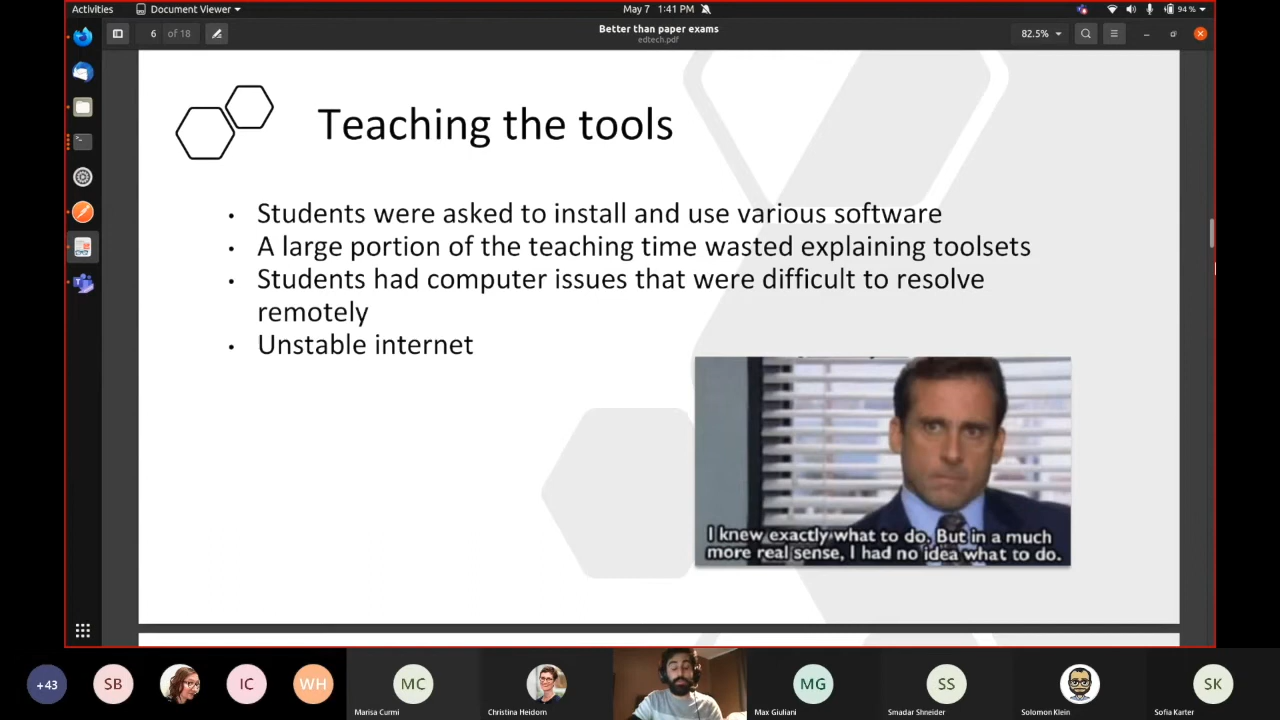 Activities Document Viewer May 7 1:41 PM 94 %
6 of 18 Better than paper exams 82.5%
edtech.pdf
Teaching the tools
• Students were asked to install and use various software
• A large portion of the teaching time wasted explaining toolsets
• Students had computer issues that were difficult to resolve
remotely
• Unstable internet
I knew exactly what to do. But in a much
more real sense, I had no idea what to do.
+43 SB IC WH MC MG SS SK
Marisa Curmi Christina Heidorn Max Giuliani Smadar Shneider Solomon Klein Sofia Karter